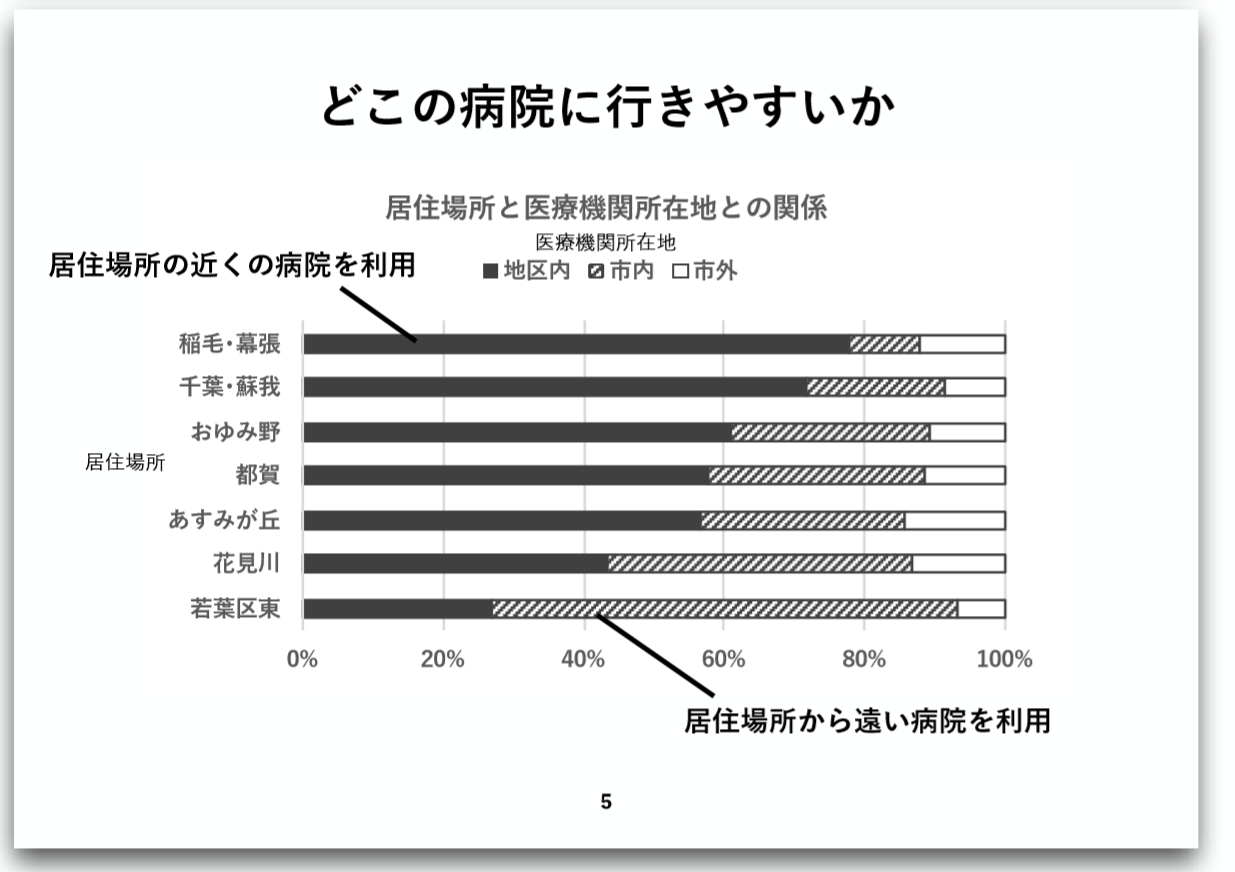 どこの病院に行きやすいか
居住場所と医療機関所在地との関係
医療機関所在地
居住場所の近くの病院を利用
地区内 市内 市外
稲毛・幕張
千葉・蘇我
おゆみ野
居住場所
都賀
あすみが丘
花見川
若葉区東
0% 20% 40% 60% 80% 100%
居住場所から遠い病院を利用
5